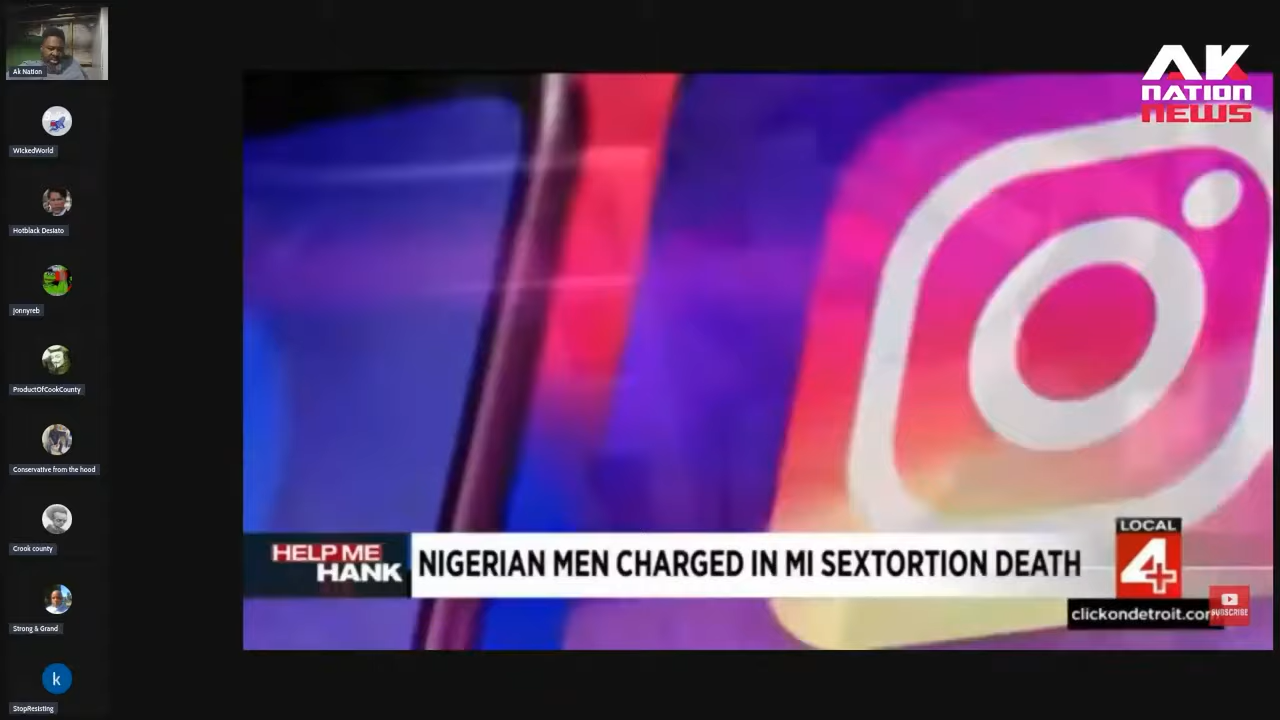 Ak Nation
WickedWorld
Hotblack Desiato
Jonnyreb
ProductOfCookCounty
Conservative from the hood
Crook county
Strong & Grand
k
StopResisting
AK
NATION
NEWS
HELP ME
HANK
NIGERIAN MEN CHARGED IN MI SEXTORTION DEATH
LOCAL
4
clickondetroit.com
SUBSCRIBE